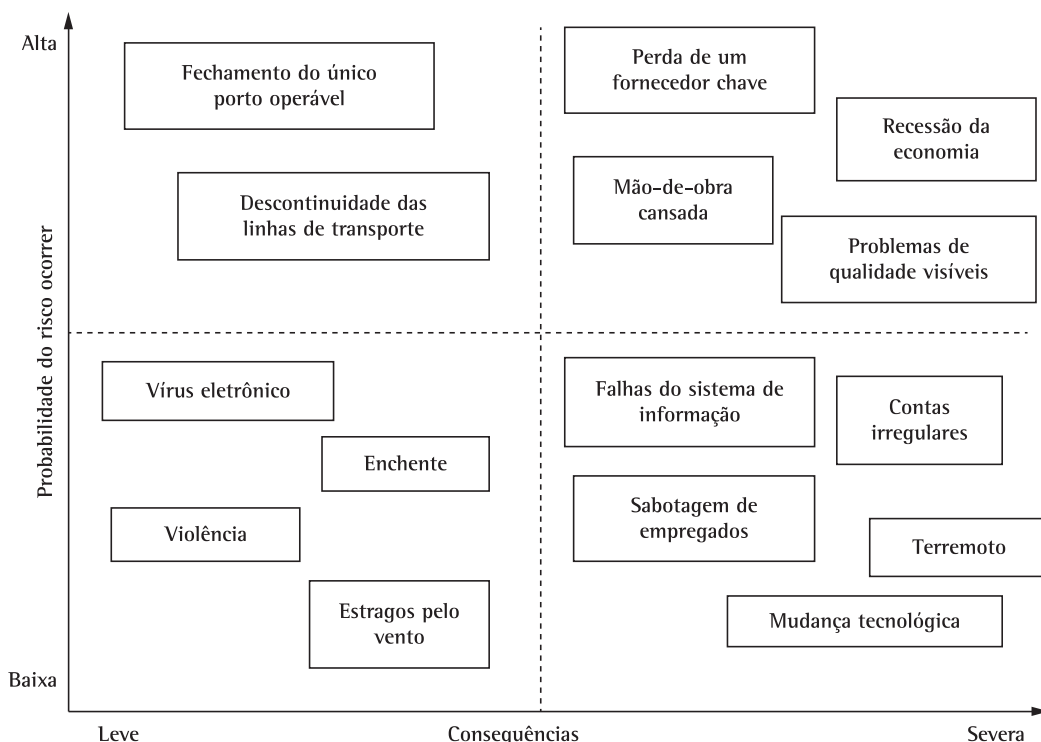 Alta
Fechamento do único
porto operável
Perda de um
fornecedor chave
Recessão da
economia
Descontinuidade das
linhas de transporte
Mão-de-obra
cansada
Problemas de
qualidade visíveis
Probabilidade do risco ocorrer
Vírus eletrônico
Enchente
Violência
Estragos pelo
vento
Falhas do sistema de
informação
Contas
irregulares
Sabotagem de
empregados
Terremoto
Mudança tecnológica
Baixa
Leve
Consequências
Severa